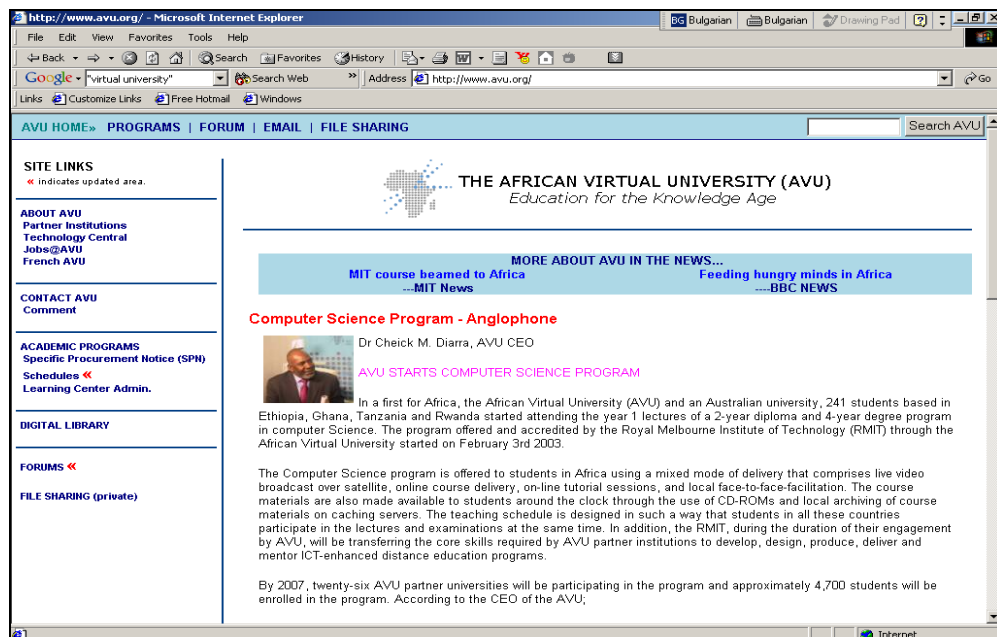 http://www.avu.org/ - Microsoft Internet Explorer
BG Bulgarian Bulgarian Drawing Pad
File Edit View Favorites Tools Help
Back Search Favorites History
Google "virtual university" Search Web » Address http://www.avu.org/ Go
Links Customize Links Free Hotmail Windows
AVU HOME» PROGRAMS | FORUM | EMAIL | FILE SHARING Search AVU
SITE LINKS
« indicates updated area.
ABOUT AVU
Partner Institutions
Technology Central
Jobs@AVU
French AVU
CONTACT AVU
Comment
ACADEMIC PROGRAMS
Specific Procurement Notice (SPN)
Schedules «
Learning Center Admin.
DIGITAL LIBRARY
FORUMS «
FILE SHARING (private)
THE AFRICAN VIRTUAL UNIVERSITY (AVU)
Education for the Knowledge Age
MORE ABOUT AVU IN THE NEWS...
MIT course beamed to Africa Feeding hungry minds in Africa
---MIT News ----BBC NEWS
Computer Science Program - Anglophone
Dr Cheick M. Diarra, AVU CEO
AVU STARTS COMPUTER SCIENCE PROGRAM
In a first for Africa, the African Virtual University (AVU) and an Australian university, 241 students based in
Ethiopia, Ghana, Tanzania and Rwanda started attending the year 1 lectures of a 2-year diploma and 4-year degree program
in computer Science. The program offered and accredited by the Royal Melbourne Institute of Technology (RMIT) through the
African Virtual University started on February 3rd 2003.
The Computer Science program is offered to students in Africa using a mixed mode of delivery that comprises live video
broadcast over satellite, online course delivery, on-line tutorial sessions, and local face-to-face-facilitation. The course
materials are also made available to students around the clock through the use of CD-ROMs and local archiving of course
materials on caching servers. The teaching schedule is designed in such a way that students in all these countries
participate in the lectures and examinations at the same time. In addition, the RMIT, during the duration of their engagement
by AVU, will be transferring the core skills required by AVU partner institutions to develop, design, produce, deliver and
mentor ICT-enhanced distance education programs.
By 2007, twenty-six AVU partner universities will be participating in the program and approximately 4,700 students will be
enrolled in the program. According to the CEO of the AVU;
Internet